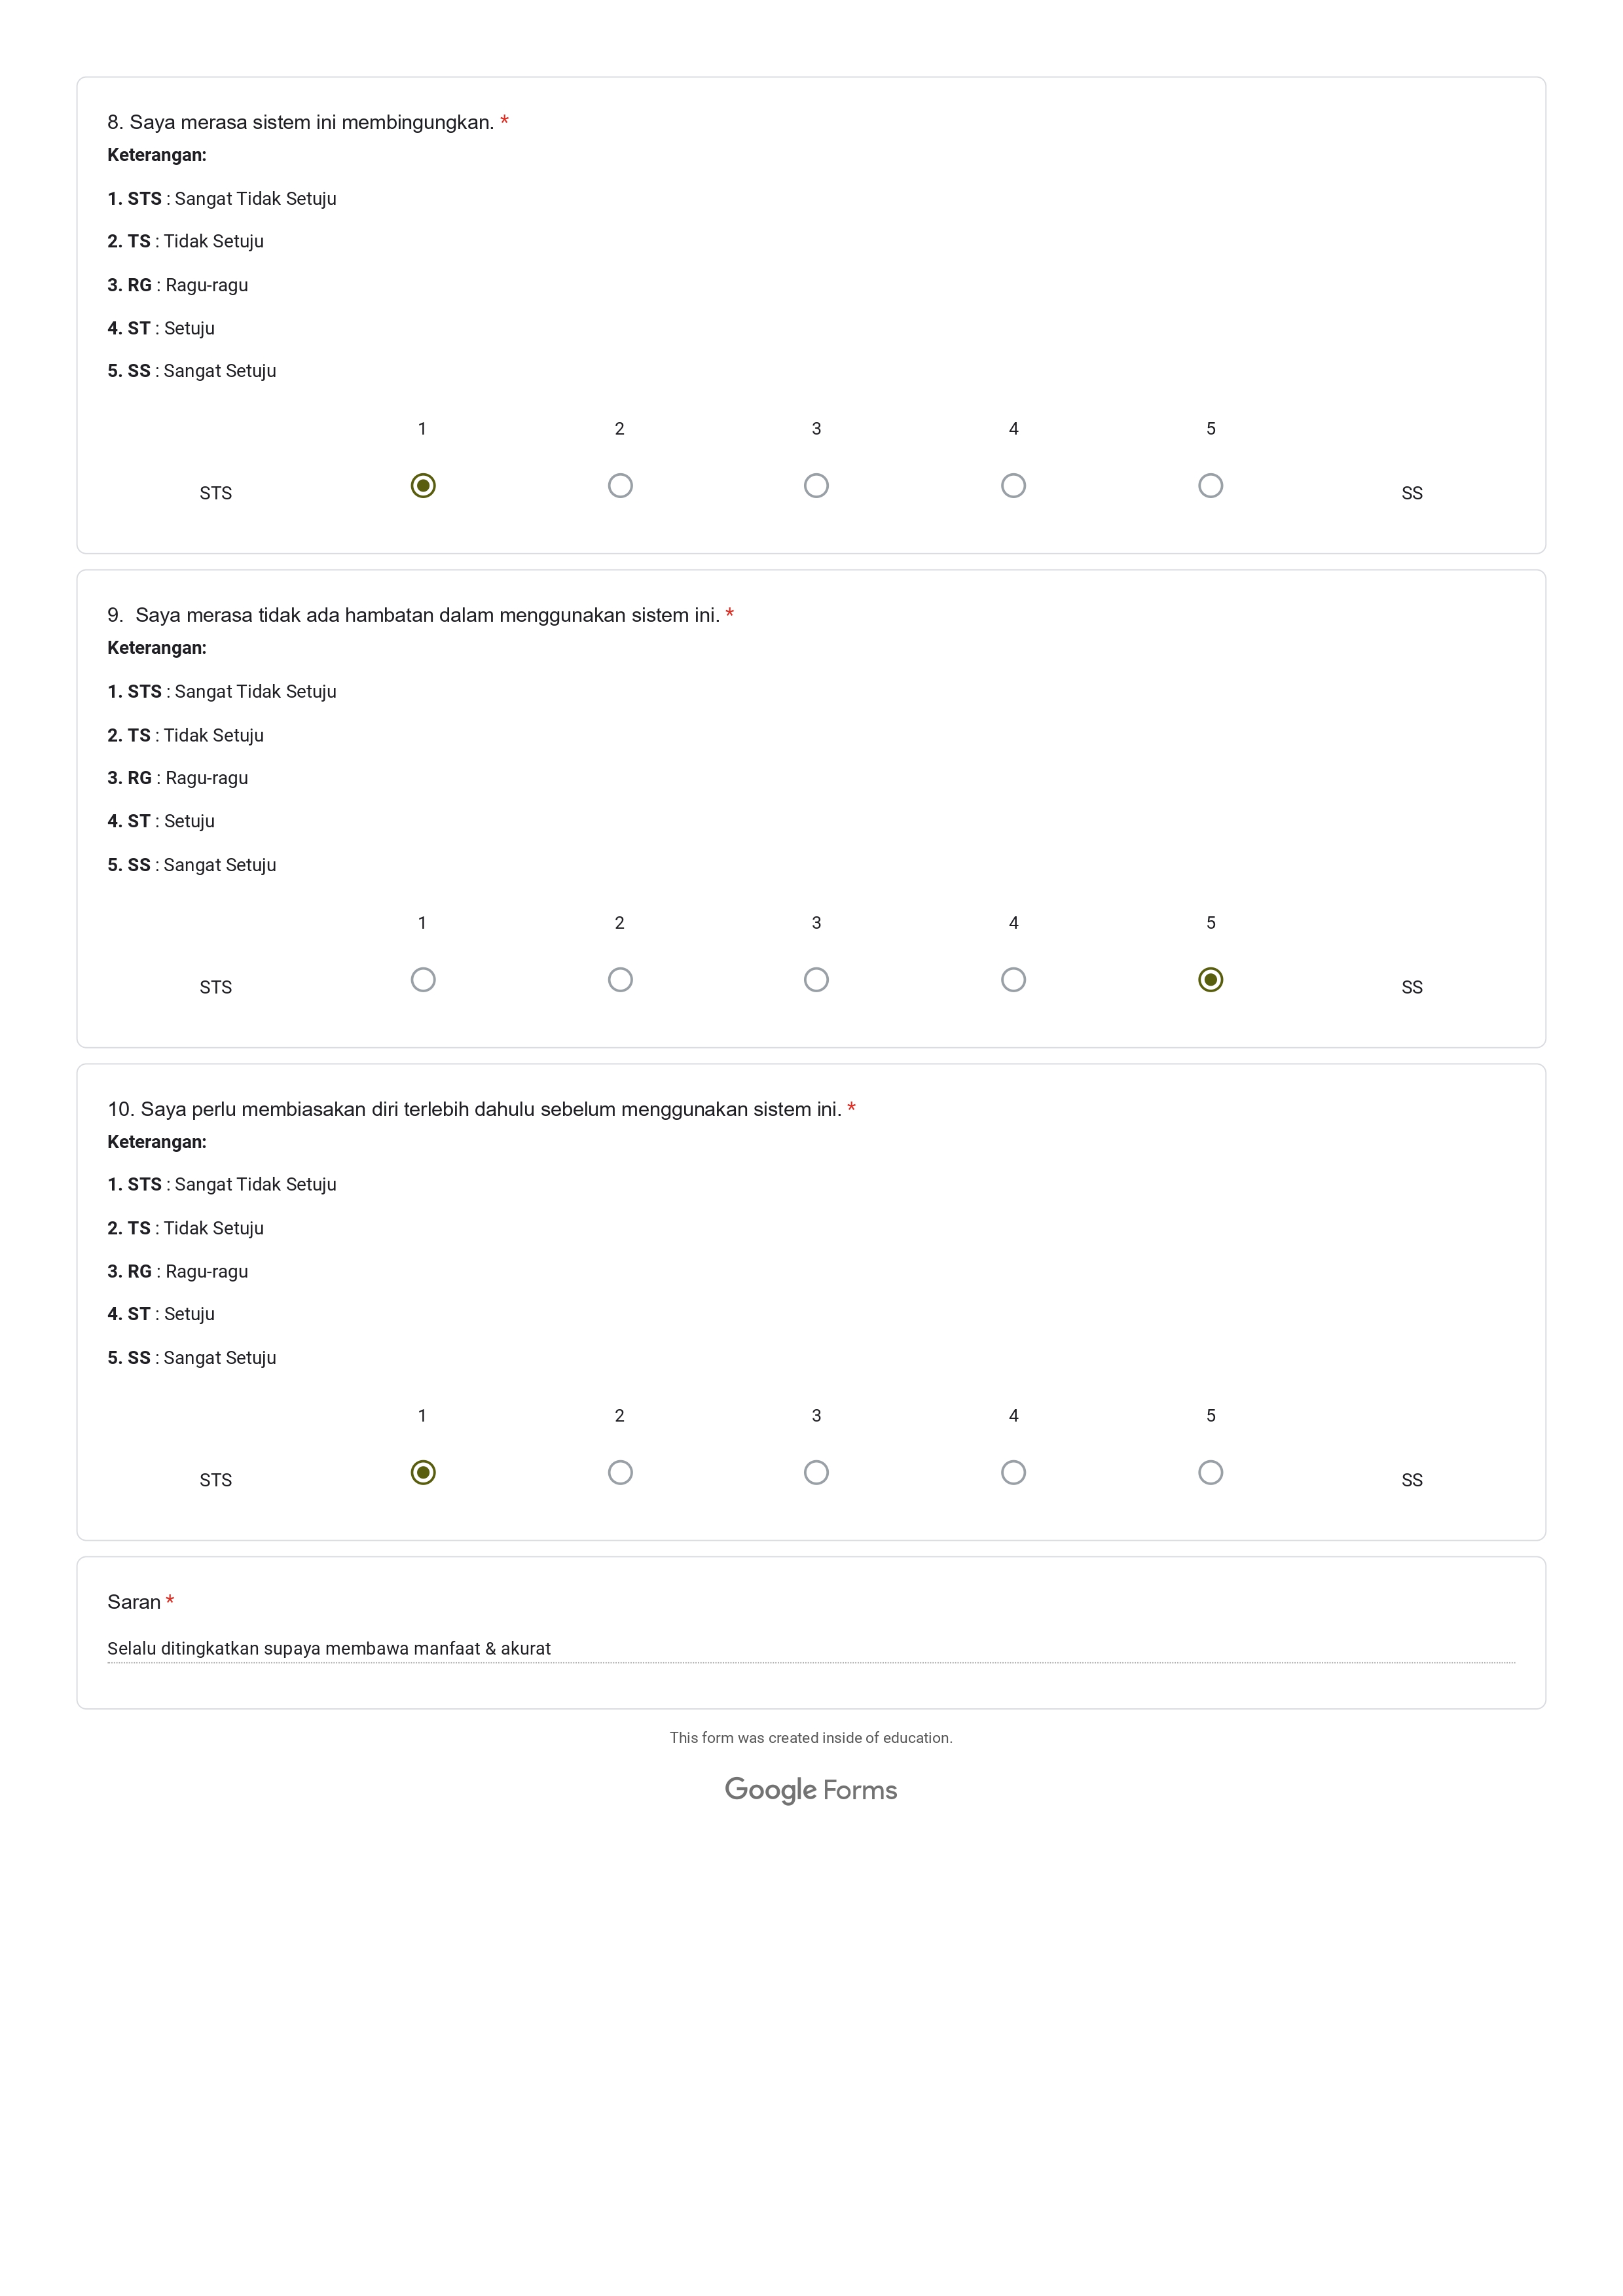 8. Saya merasa sistem ini membingungkan. *
Keterangan:
1. STS : Sangat Tidak Setuju
2. TS : Tidak Setuju
3. RG : Ragu-ragu
4. ST : Setuju
5. SS : Sangat Setuju
1 2 3 4 5
STS SS
9.  Saya merasa tidak ada hambatan dalam menggunakan sistem ini. *
Keterangan:
1. STS : Sangat Tidak Setuju
2. TS : Tidak Setuju
3. RG : Ragu-ragu
4. ST : Setuju
5. SS : Sangat Setuju
1 2 3 4 5
STS SS
10. Saya perlu membiasakan diri terlebih dahulu sebelum menggunakan sistem ini. *
Keterangan:
1. STS : Sangat Tidak Setuju
2. TS : Tidak Setuju
3. RG : Ragu-ragu
4. ST : Setuju
5. SS : Sangat Setuju
1 2 3 4 5
STS SS
Saran *
Selalu ditingkatkan supaya membawa manfaat & akurat
This form was created inside of education.
Google Forms